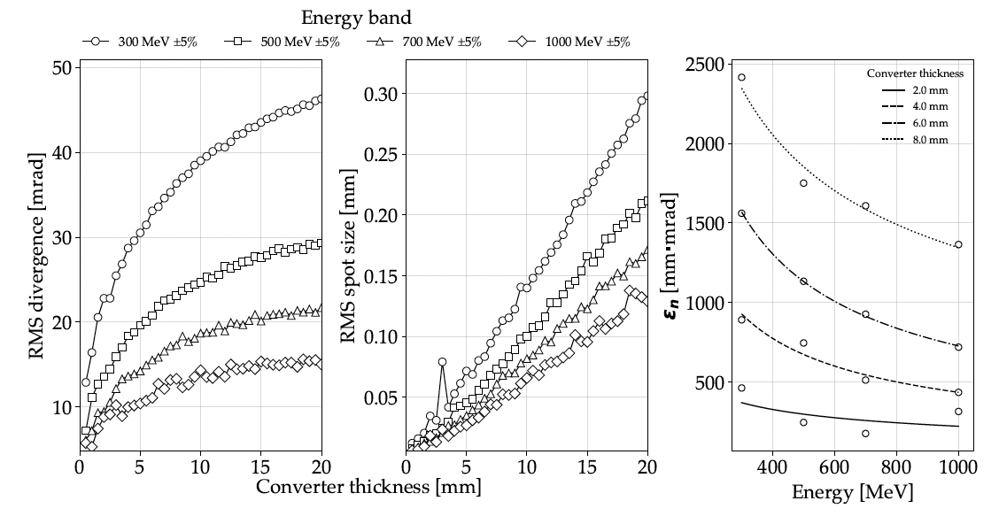 Energy band
300 MeV ±5% 500 MeV ±5% 700 MeV ±5% 1000 MeV ±5%
RMS divergence [mrad]
50
40
30
20
10
0 5 10 15 20
RMS spot size [mm]
0.30
0.25
0.20
0.15
0.10
0.05
0 5 10 15 20
Converter thickness [mm]
εn [mm·mrad]
2500
2000
1500
1000
500
Converter thickness
2.0 mm
4.0 mm
6.0 mm
8.0 mm
400 600 800 1000
Energy [MeV]